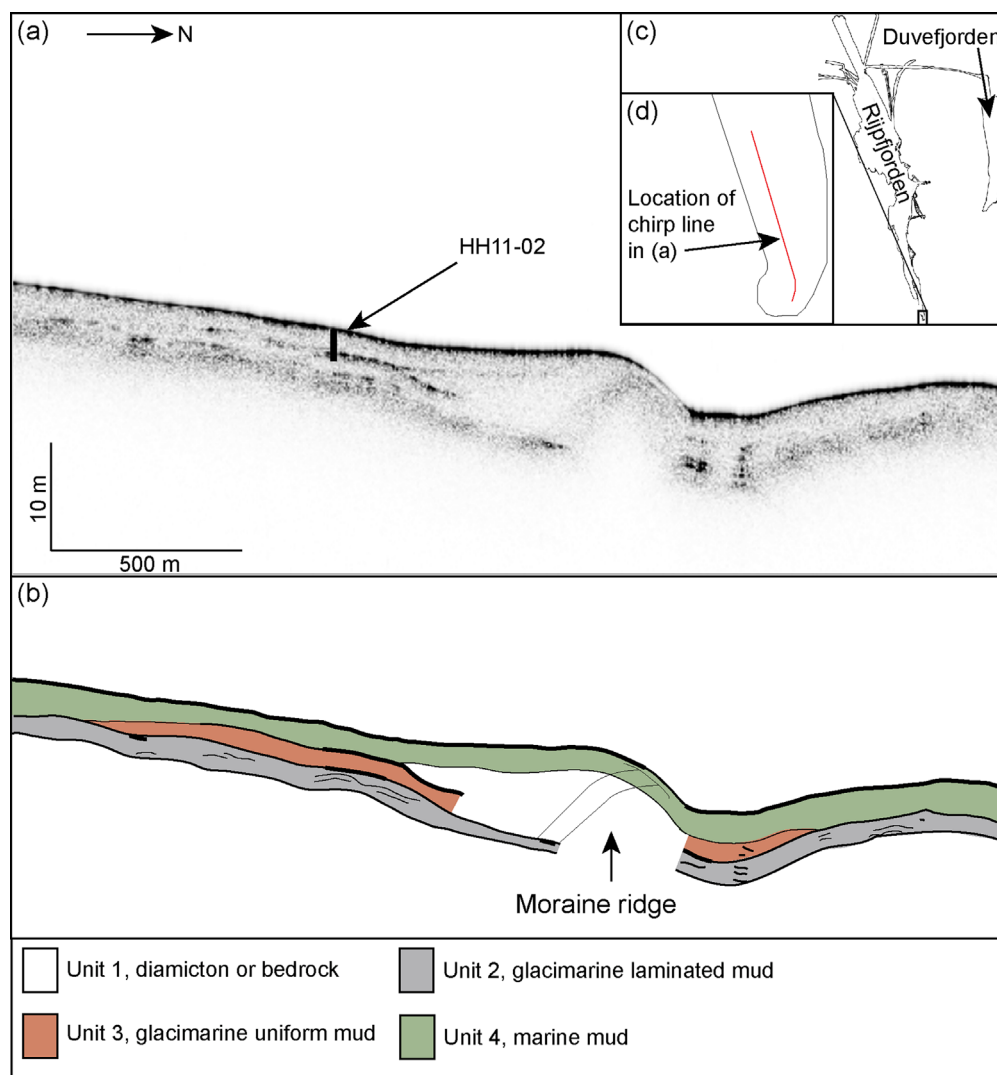 (a)
N
HH11-02
10 m
500 m
(c)
Duvefjorden
Rijpfjorden
(d)
Location of
chirp line
in (a)
(b)
Moraine ridge
Unit 1, diamicton or bedrock
Unit 2, glacimarine laminated mud
Unit 3, glacimarine uniform mud
Unit 4, marine mud